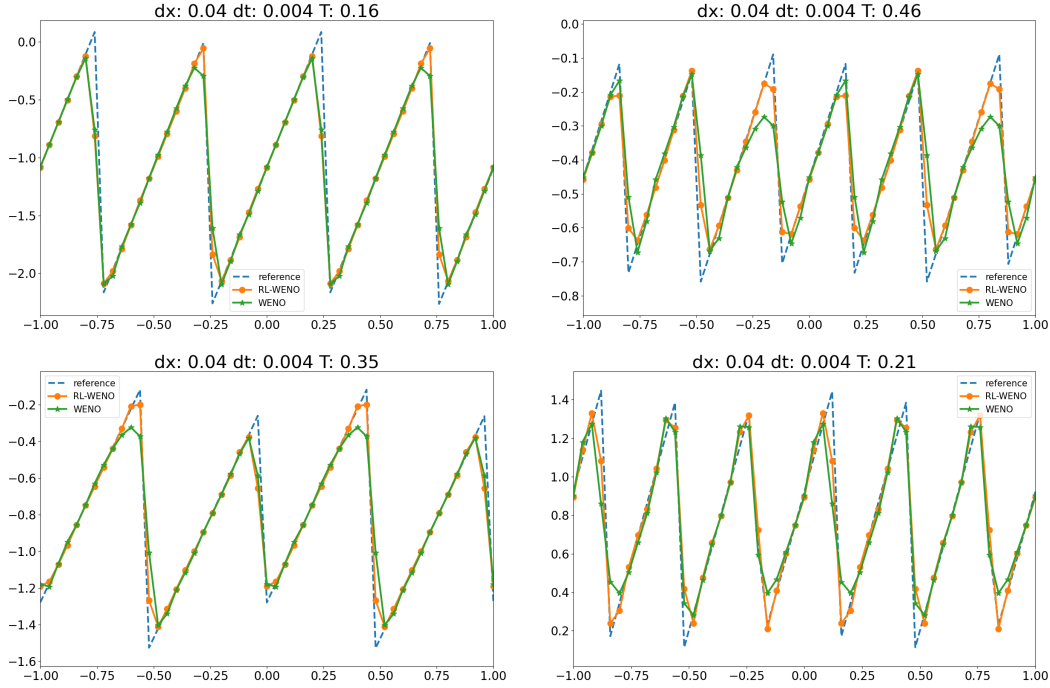 dx: 0.04 dt: 0.004 T: 0.16
0.0
−0.5
−1.0
−1.5
−2.0
reference
RL-WENO
WENO
−1.00 −0.75 −0.50 −0.25 0.00 0.25 0.50 0.75 1.00
dx: 0.04 dt: 0.004 T: 0.46
0.0
−0.1
−0.2
−0.3
−0.4
−0.5
−0.6
−0.7
−0.8
reference
RL-WENO
WENO
−1.00 −0.75 −0.50 −0.25 0.00 0.25 0.50 0.75 1.00
dx: 0.04 dt: 0.004 T: 0.35
reference
RL-WENO
WENO
−0.2
−0.4
−0.6
−0.8
−1.0
−1.2
−1.4
−1.6
−1.00 −0.75 −0.50 −0.25 0.00 0.25 0.50 0.75 1.00
dx: 0.04 dt: 0.004 T: 0.21
reference
RL-WENO
WENO
1.4
1.2
1.0
0.8
0.6
0.4
0.2
−1.00 −0.75 −0.50 −0.25 0.00 0.25 0.50 0.75 1.00